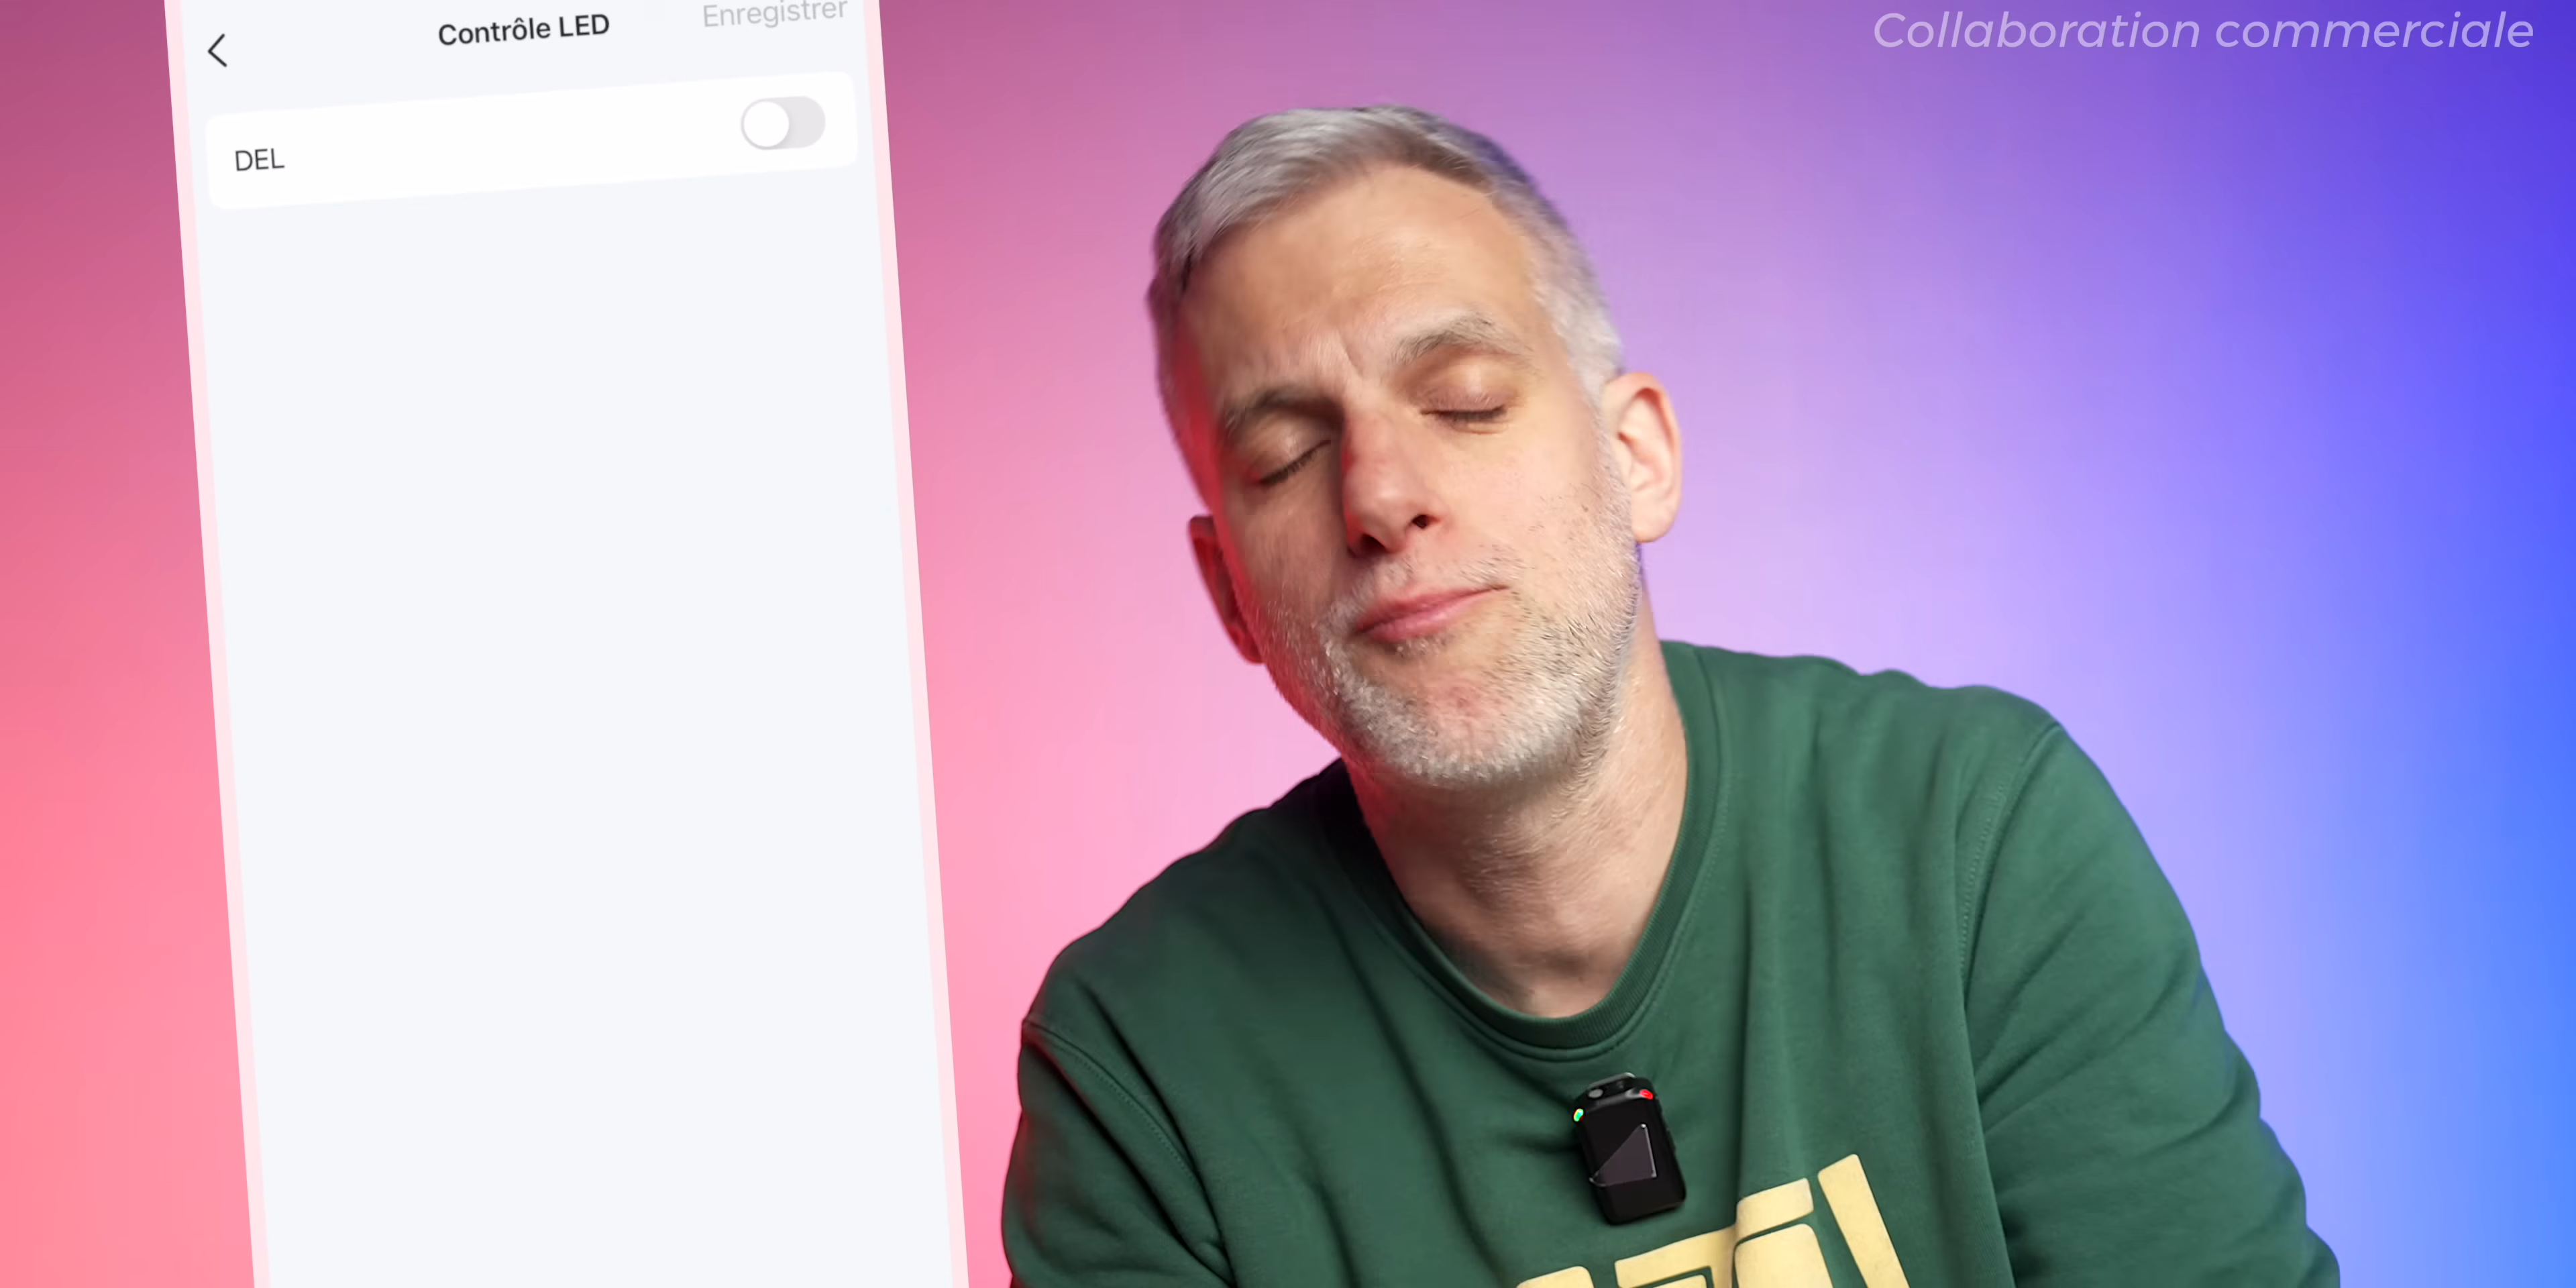 Collaboration commerciale
Contrôle LED
Enregistrer
DEL